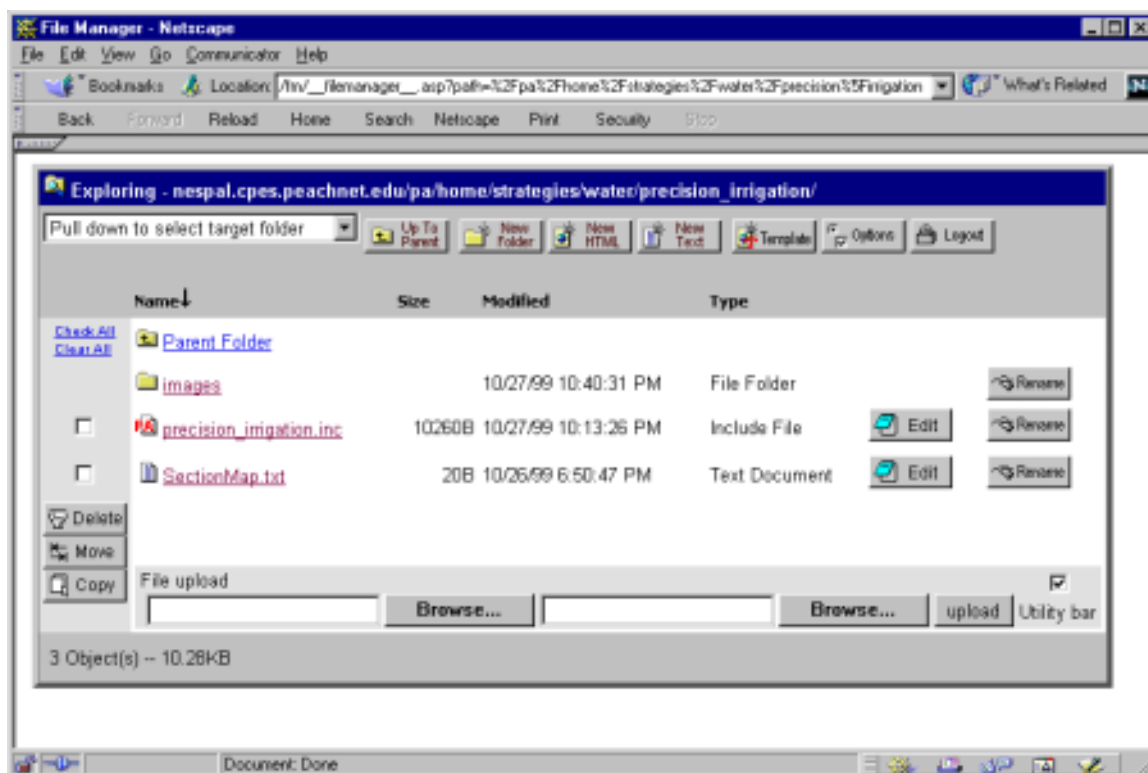 File Manager - Netscape
File Edit View Go Communicator Help
Bookmarks Location: /fm/__filemanager__.asp?path=%2Fpa%2Fhome%2Fstrategies%2Fwater%2Fprecision%5Firrigation What's Related N
Back Forward Reload Home Search Netscape Print Security Stop
Exploring - nespal.cpes.peachnet.edu/pa/home/strategies/water/precision_irrigation/
Pull down to select target folder Up To Parent New Folder New HTML New Text Template Options Logout
Name Size Modified Type
Check All
Clear All
Parent Folder
images 10/27/99 10:40:31 PM File Folder Rename
precision_irrigation.inc 10260B 10/27/99 10:13:26 PM Include File Edit Rename
SectionMap.txt 20B 10/26/99 6:50:47 PM Text Document Edit Rename
Delete
Move
Copy
File upload
Browse... Browse... upload Utility bar
3 Object(s) -- 10.28KB
Document: Done